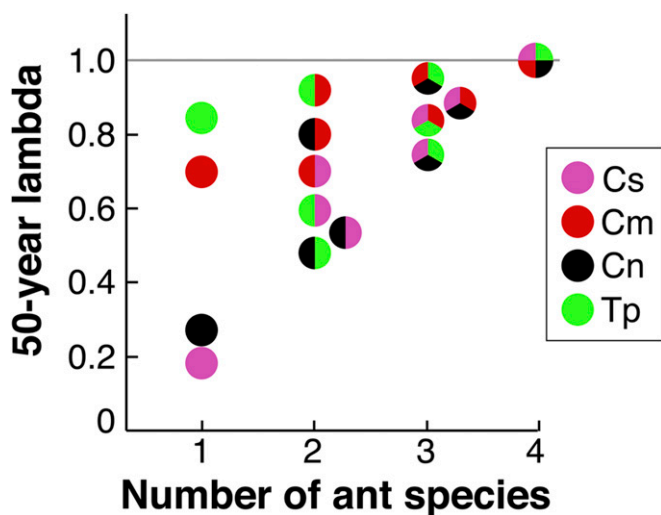 50-year lambda
1.0
0.8
0.6
0.4
0.2
0
1 2 3 4
Number of ant species
Cs
Cm
Cn
Tp